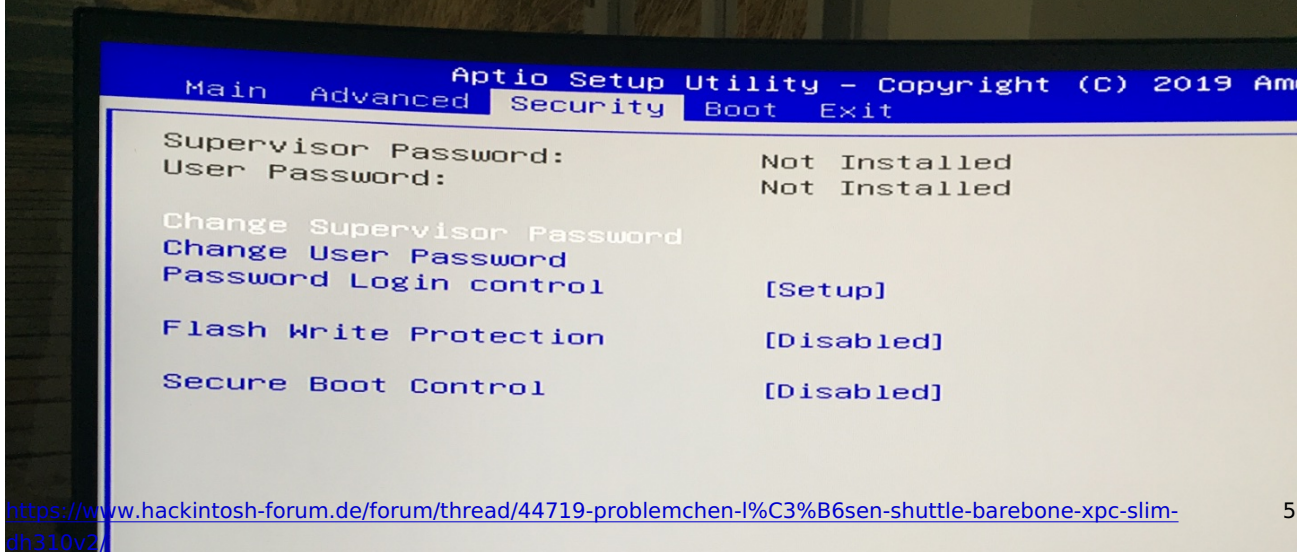 Aptio Setup Utility – Copyright (C) 2019
Main Advanced Security Boot Exit
Supervisor Password: Not Installed
User Password: Not Installed
Change Supervisor Password
Change User Password
Password Login control [Setup]
Flash Write Protection [Disabled]
Secure Boot Control [Disabled]
https://www.hackintosh-forum.de/forum/thread/44719-problemchen-l%C3%B6sen-shuttle-barebone-xpc-slim- 5
dh310v2/